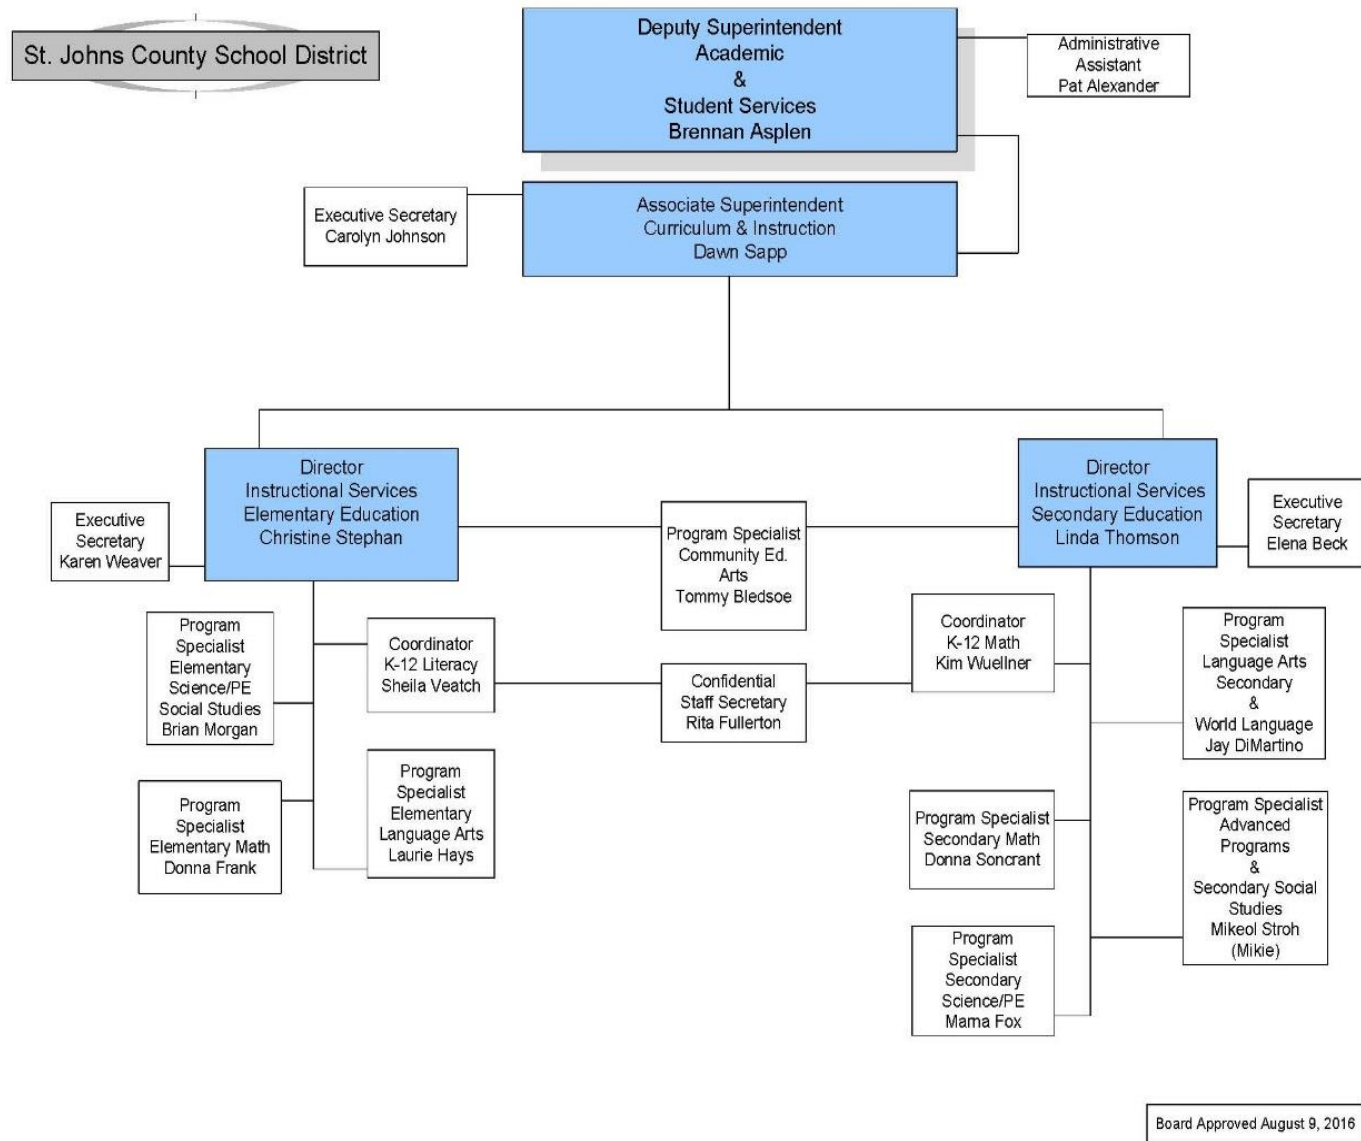 St. Johns County School District
Deputy Superintendent
Academic
&
Student Services
Brennan Asplen
Administrative
Assistant
Pat Alexander
Executive Secretary
Carolyn Johnson
Associate Superintendent
Curriculum & Instruction
Dawn Sapp
Director
Instructional Services
Elementary Education
Christine Stephan
Executive
Secretary
Karen Weaver
Program Specialist
Community Ed.
Arts
Tommy Bledsoe
Director
Instructional Services
Secondary Education
Linda Thomson
Executive
Secretary
Elena Beck
Program
Specialist
Elementary
Science/PE
Social Studies
Brian Morgan
Coordinator
K-12 Literacy
Sheila Veatch
Confidential
Staff Secretary
Rita Fullerton
Coordinator
K-12 Math
Kim Wuellner
Program
Specialist
Language Arts
Secondary
&
World Language
Jay DiMartino
Program
Specialist
Elementary Math
Donna Frank
Program
Specialist
Elementary
Language Arts
Laurie Hays
Program Specialist
Secondary Math
Donna Soncrant
Program Specialist
Advanced
Programs
&
Secondary Social
Studies
Mikeol Stroh
(Mikie)
Program
Specialist
Secondary
Science/PE
Marna Fox
Board Approved August 9, 2016